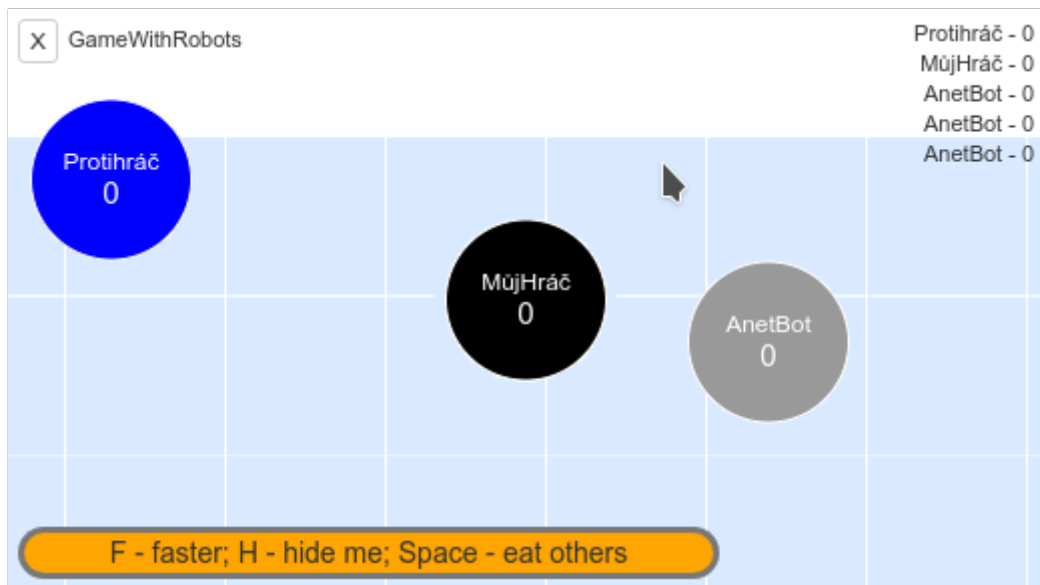 X GameWithRobots
Protihráč - 0
MůjHráč - 0
AnetBot - 0
AnetBot - 0
AnetBot - 0
Protihráč
0
MůjHráč
0
AnetBot
0
F - faster; H - hide me; Space - eat others